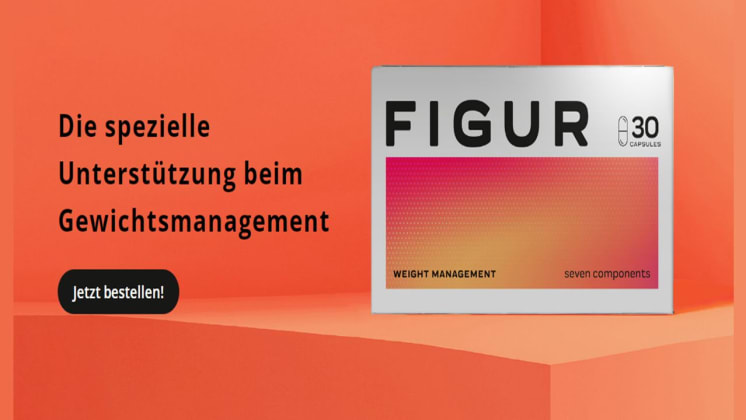 Die spezielle
Unterstützung beim
Gewichtsmanagement
Jetzt bestellen!
FIGUR
30
CAPSULES
WEIGHT MANAGEMENT
seven components